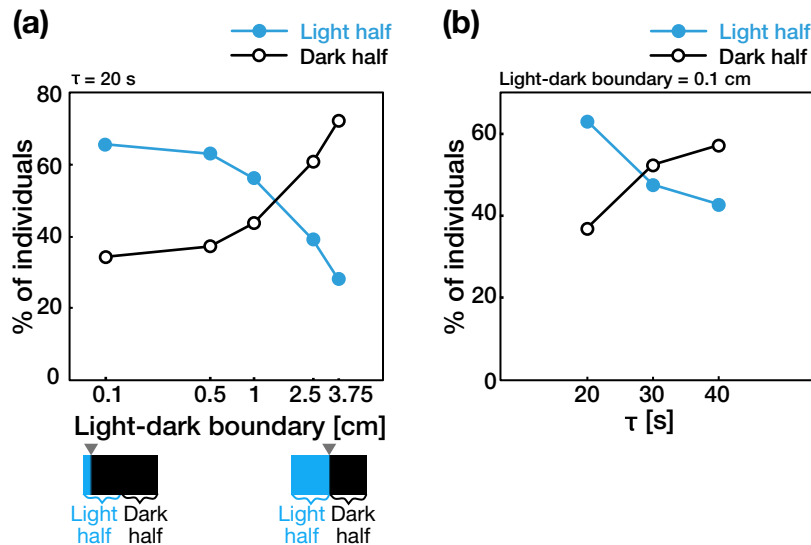 (a)
Light half
Dark half
τ = 20 s
80
60
40
20
0
% of individuals
0.1 0.5 1 2.5 3.75
Light-dark boundary [cm]
Light half
Dark half
Light half
Dark half
(b)
Light half
Dark half
Light-dark boundary = 0.1 cm
60
40
20
0
% of individuals
20 30 40
τ [s]